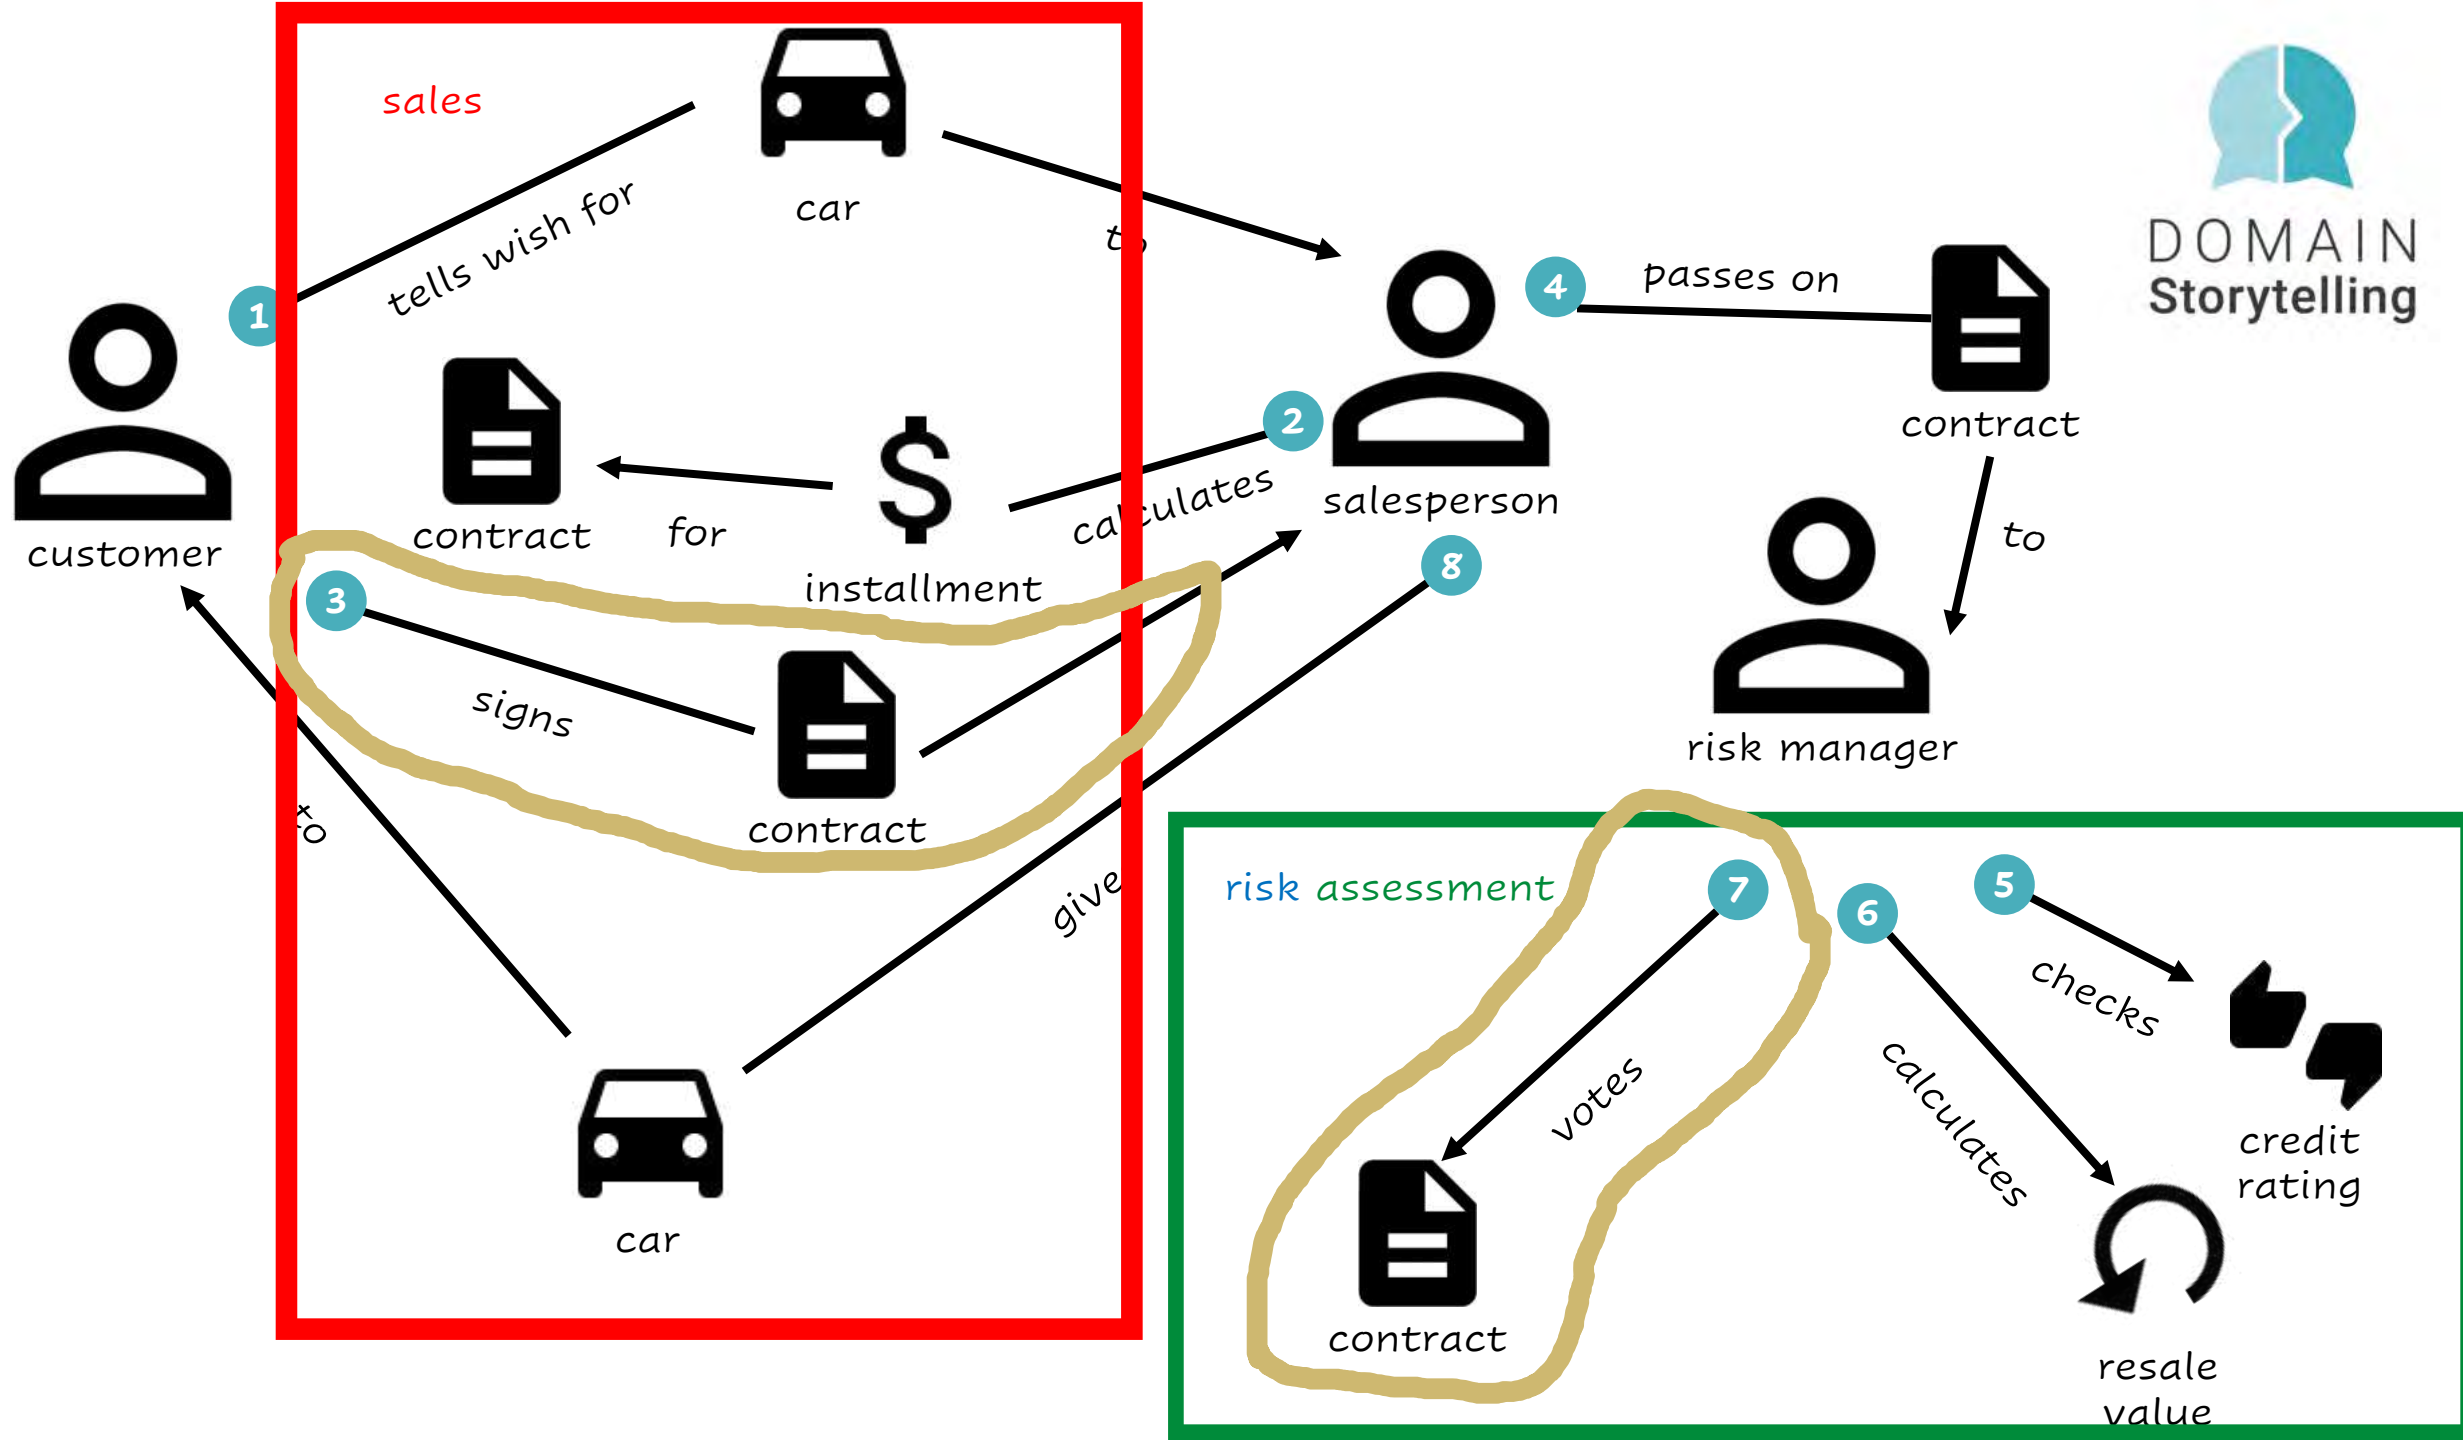 sales
car
tells wish for
to
1
customer
contract
for
installment
2
calculates
salesperson
4
passes on
contract
to
risk manager
DOMAIN
Storytelling
3
signs
contract
8
give
to
car
risk assessment
7
votes
contract
6
calculates
resale
value
5
checks
credit
rating